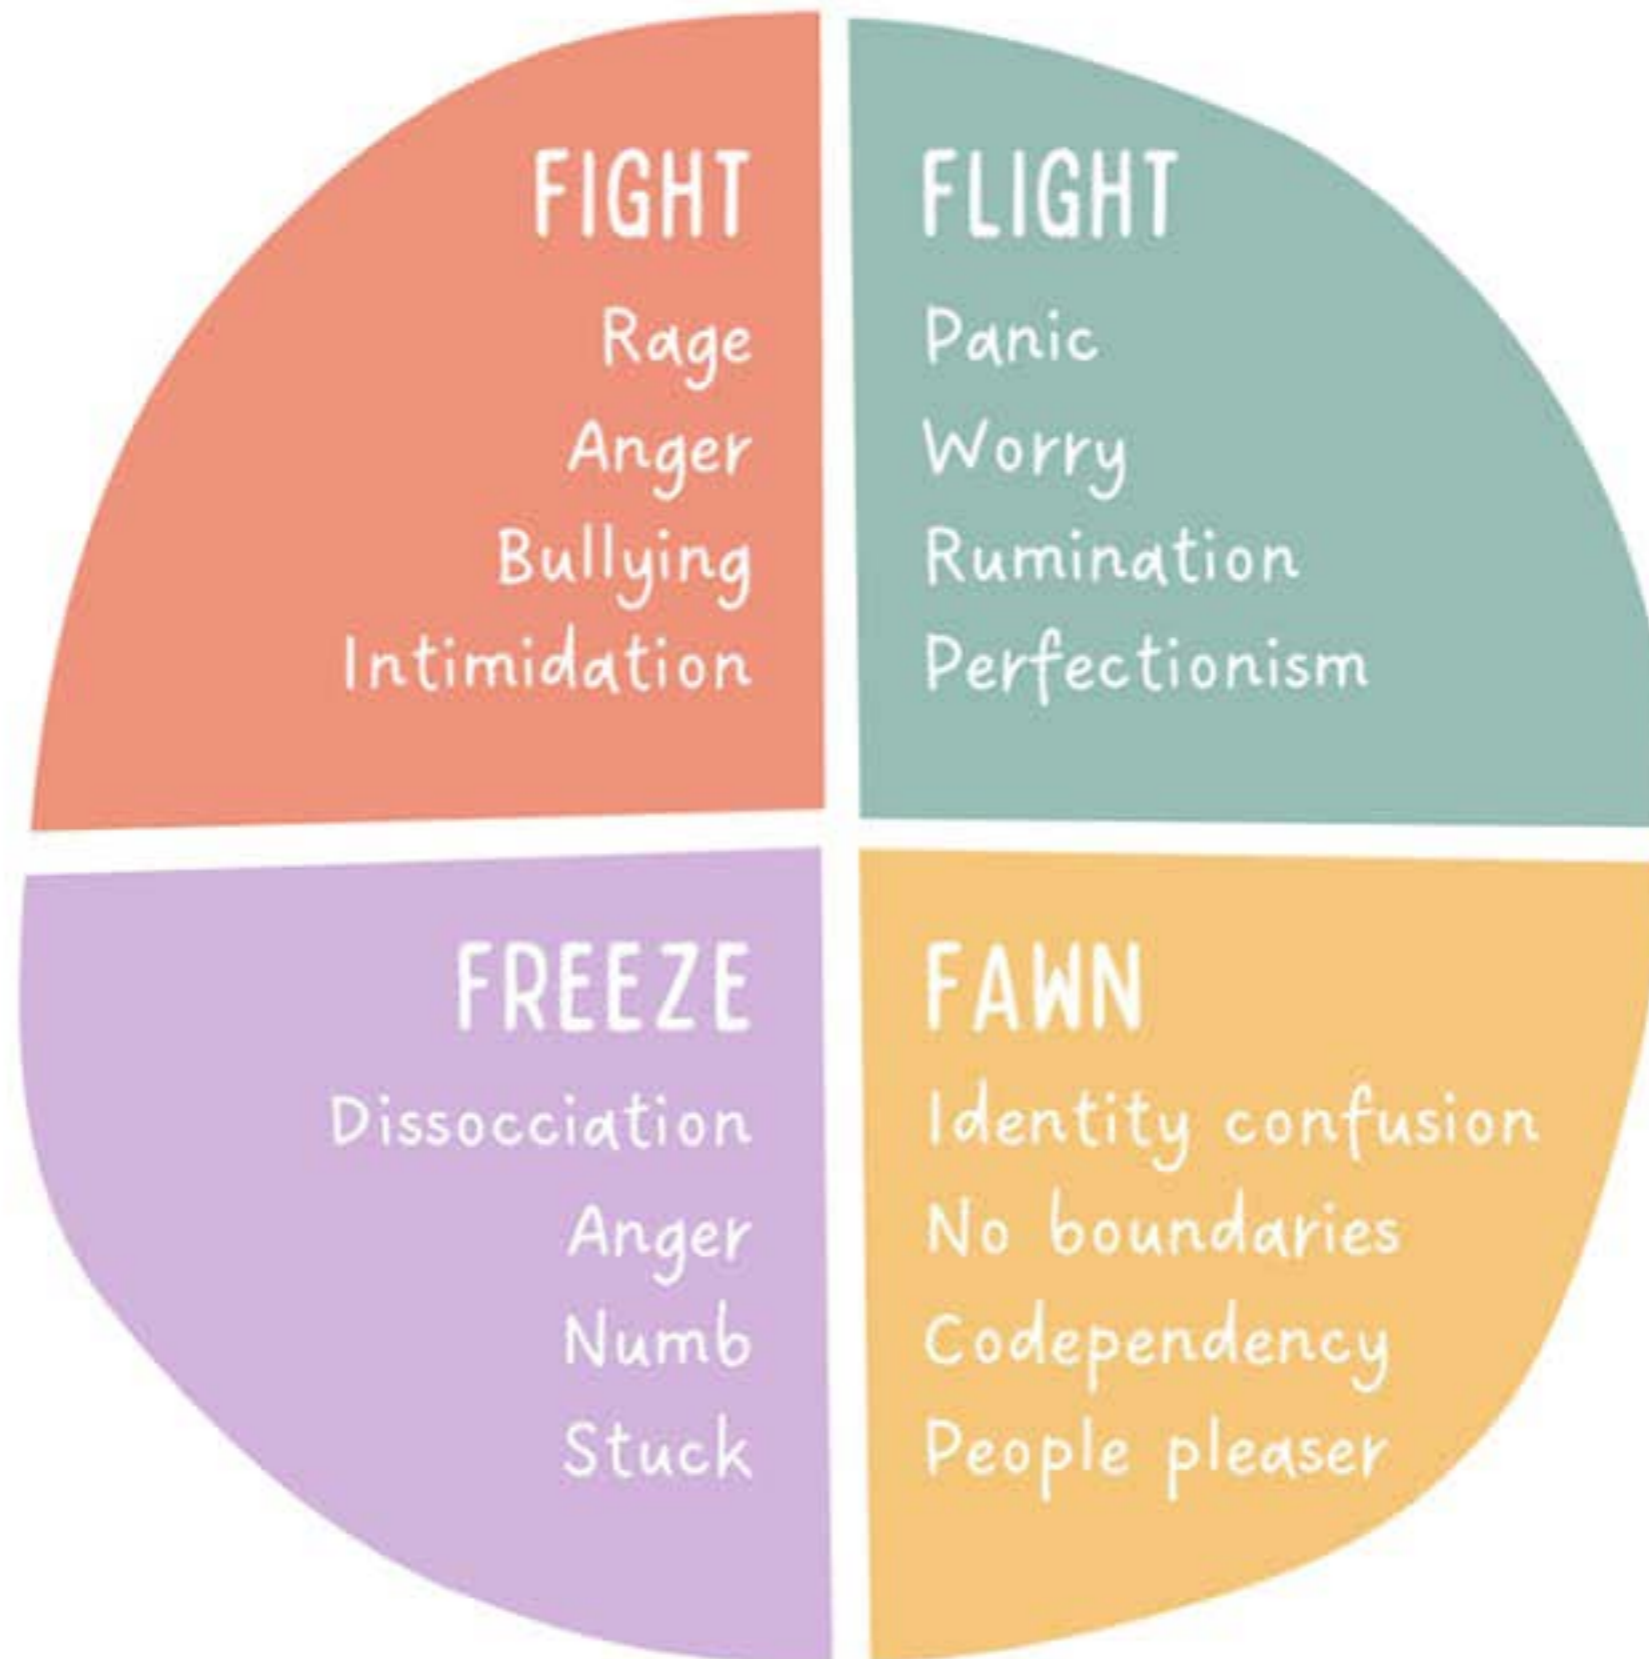 FIGHT
Rage
Anger
Bullying
Intimidation
FLIGHT
Panic
Worry
Rumination
Perfectionism
FREEZE
Dissocciation
Anger
Numb
Stuck
FAWN
Identity confusion
No boundaries
Codependency
People pleaser